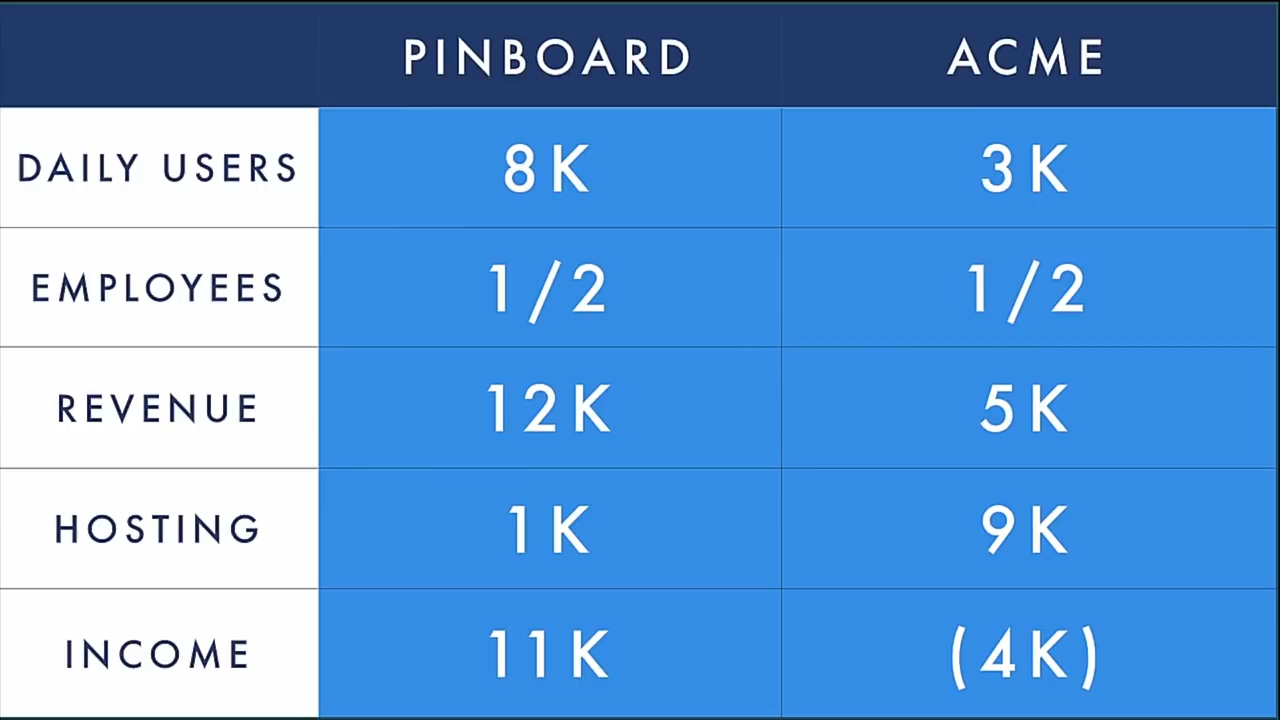 PINBOARD ACME
DAILY USERS 8K 3K
EMPLOYEES 1/2 1/2
REVENUE 12K 5K
HOSTING 1K 9K
INCOME 11K (4K)